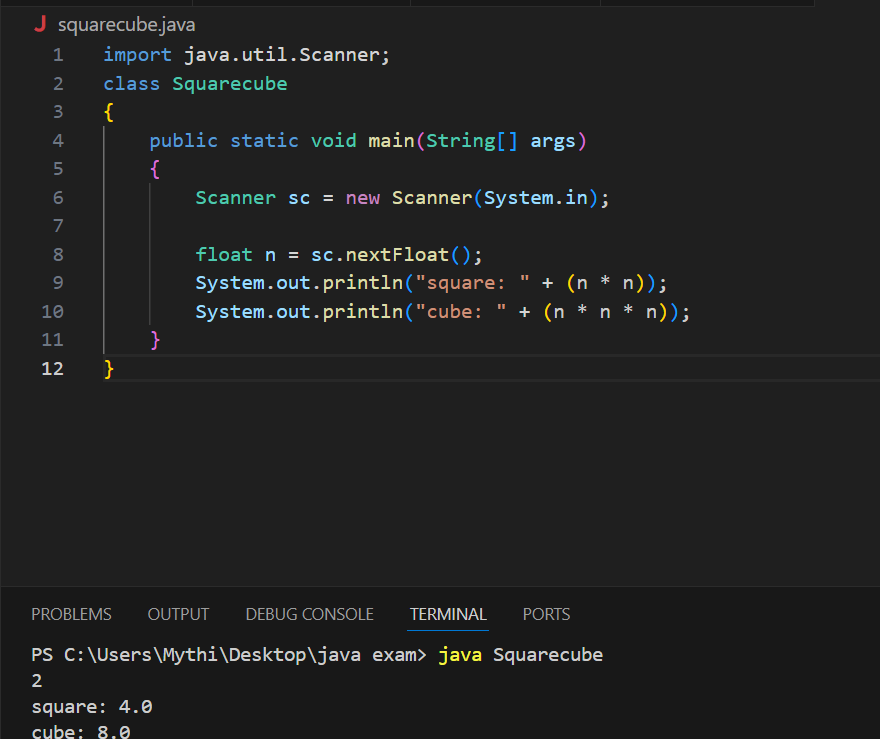 J squarecube.java
1 import java.util.Scanner;
2 class Squarecube
3 {
4     public static void main(String[] args)
5     {
6         Scanner sc = new Scanner(System.in);
7
8         float n = sc.nextFloat();
9         System.out.println("square: " + (n * n));
10         System.out.println("cube: " + (n * n * n));
11     }
12 }
PROBLEMS OUTPUT DEBUG CONSOLE TERMINAL PORTS
PS C:\Users\Mythi\Desktop\java exam> java Squarecube
2
square: 4.0
cube: 8.0